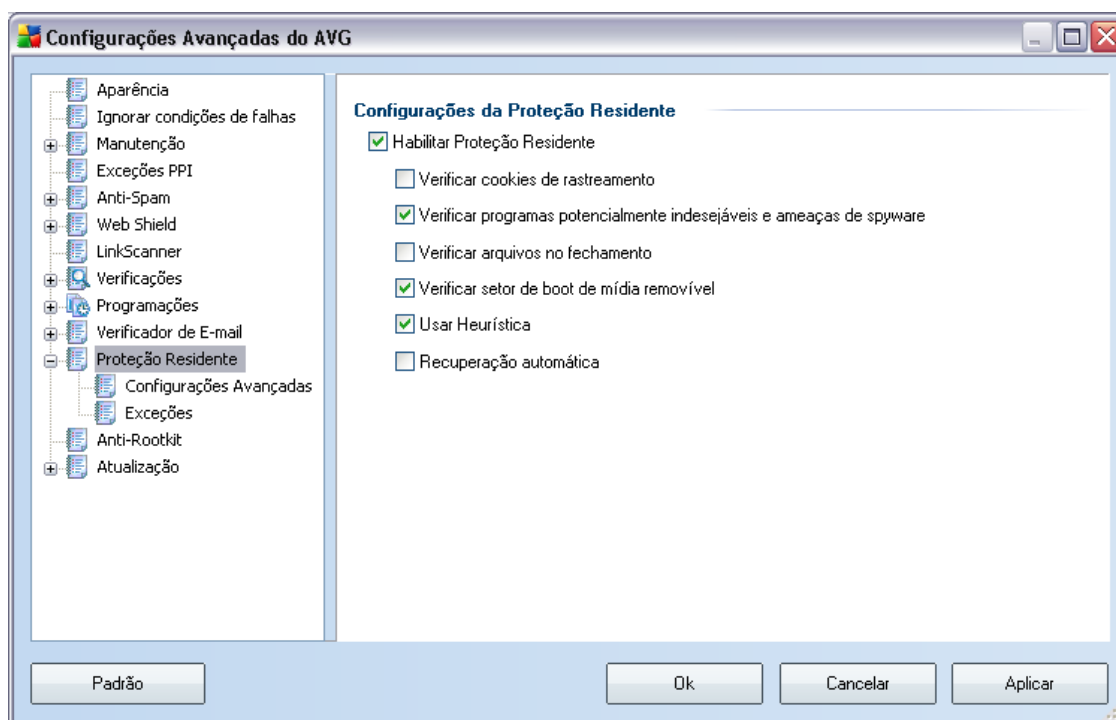 Configurações Avançadas do AVG
Aparência
Ignorar condições de falhas
Manutenção
Exceções PPI
Anti-Spam
Web Shield
LinkScanner
Verificações
Programações
Verificador de E-mail
Proteção Residente
Configurações Avançadas
Exceções
Anti-Rootkit
Atualização
Configurações da Proteção Residente
Habilitar Proteção Residente
Verificar cookies de rastreamento
Verificar programas potencialmente indesejáveis e ameaças de spyware
Verificar arquivos no fechamento
Verificar setor de boot de mídia removível
Usar Heurística
Recuperação automática
Padrão
Ok
Cancelar
Aplicar